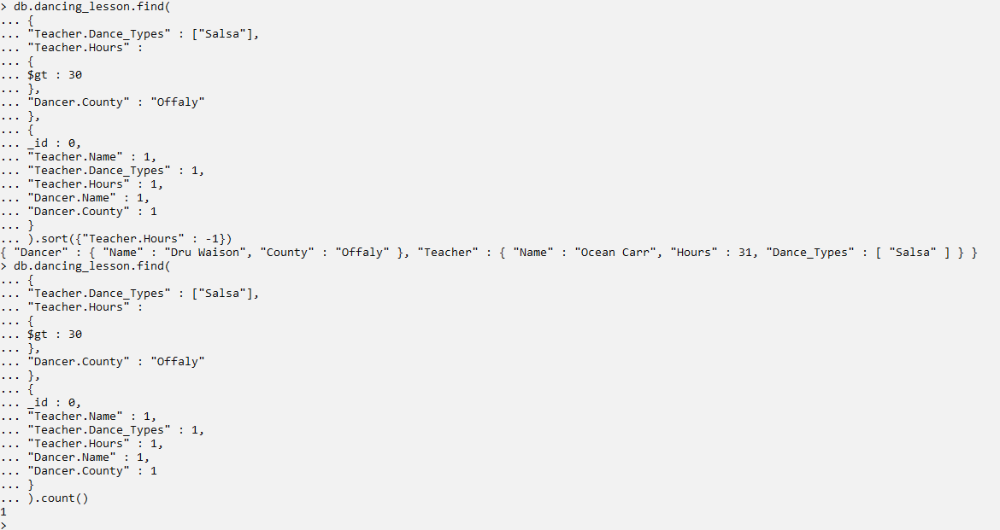 > db.dancing_lesson.find(
... {
... "Teacher.Dance_Types" : ["Salsa"],
... "Teacher.Hours" :
... {
... $gt : 30
... },
... "Dancer.County" : "Offaly"
... },
... {
... _id : 0,
... "Teacher.Name" : 1,
... "Teacher.Dance_Types" : 1,
... "Teacher.Hours" : 1,
... "Dancer.Name" : 1,
... "Dancer.County" : 1
... }
... ).sort({"Teacher.Hours" : -1})
{ "Dancer" : { "Name" : "Dru Waison", "County" : "Offaly" }, "Teacher" : { "Name" : "Ocean Carr", "Hours" : 31, "Dance_Types" : [ "Salsa" ] } }
> db.dancing_lesson.find(
... {
... "Teacher.Dance_Types" : ["Salsa"],
... "Teacher.Hours" :
... {
... $gt : 30
... },
... "Dancer.County" : "Offaly"
... },
... {
... _id : 0,
... "Teacher.Name" : 1,
... "Teacher.Dance_Types" : 1,
... "Teacher.Hours" : 1,
... "Dancer.Name" : 1,
... "Dancer.County" : 1
... }
... ).count()
1
>